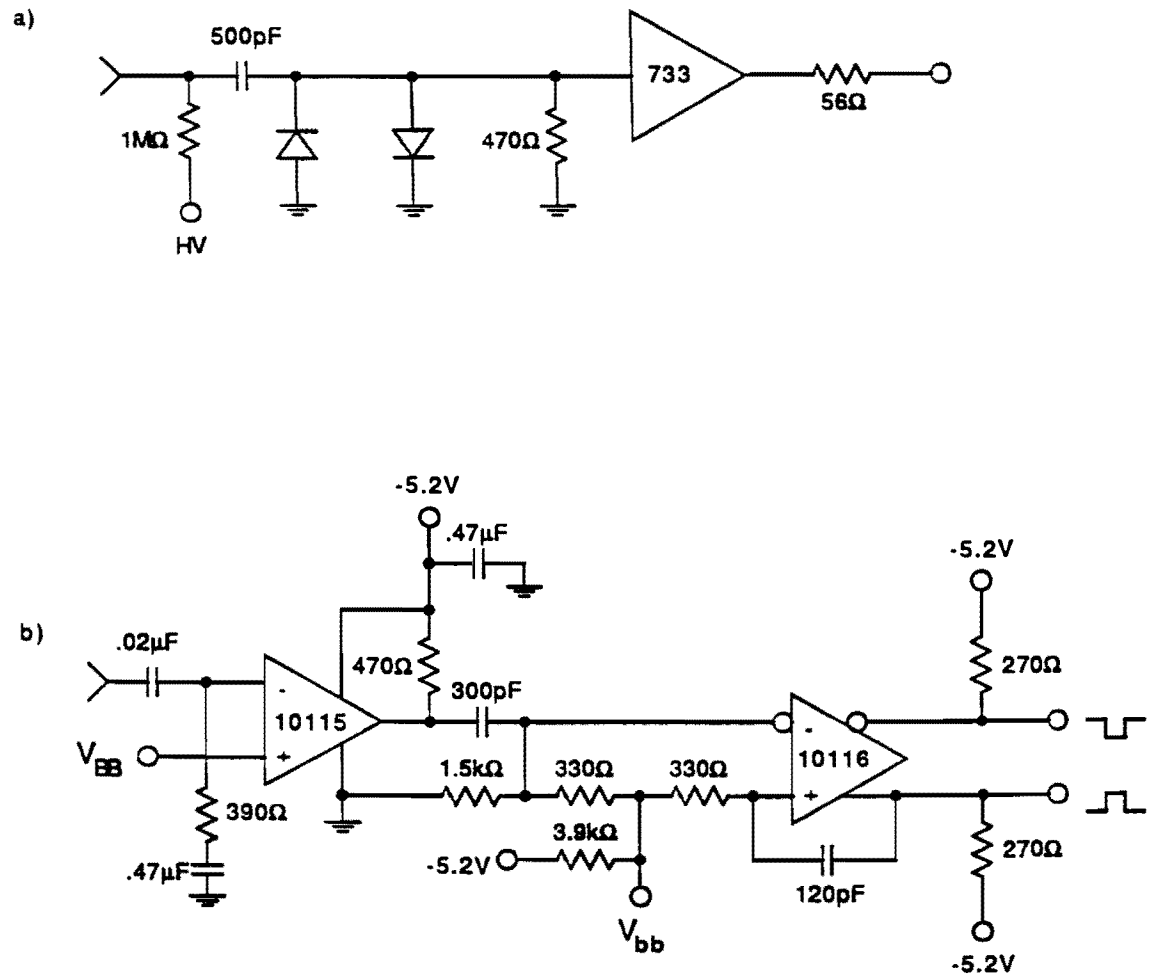 a)
500pF
733
56Ω
1MΩ
470Ω
HV
-5.2V
.47µF
-5.2V
b)
.02µF
470Ω
270Ω
300pF
-
10115
-
10116
V_BB
+
1.5kΩ
330Ω
330Ω
+
390Ω
3.9kΩ
-5.2V
270Ω
.47µF
120pF
V_bb
-5.2V